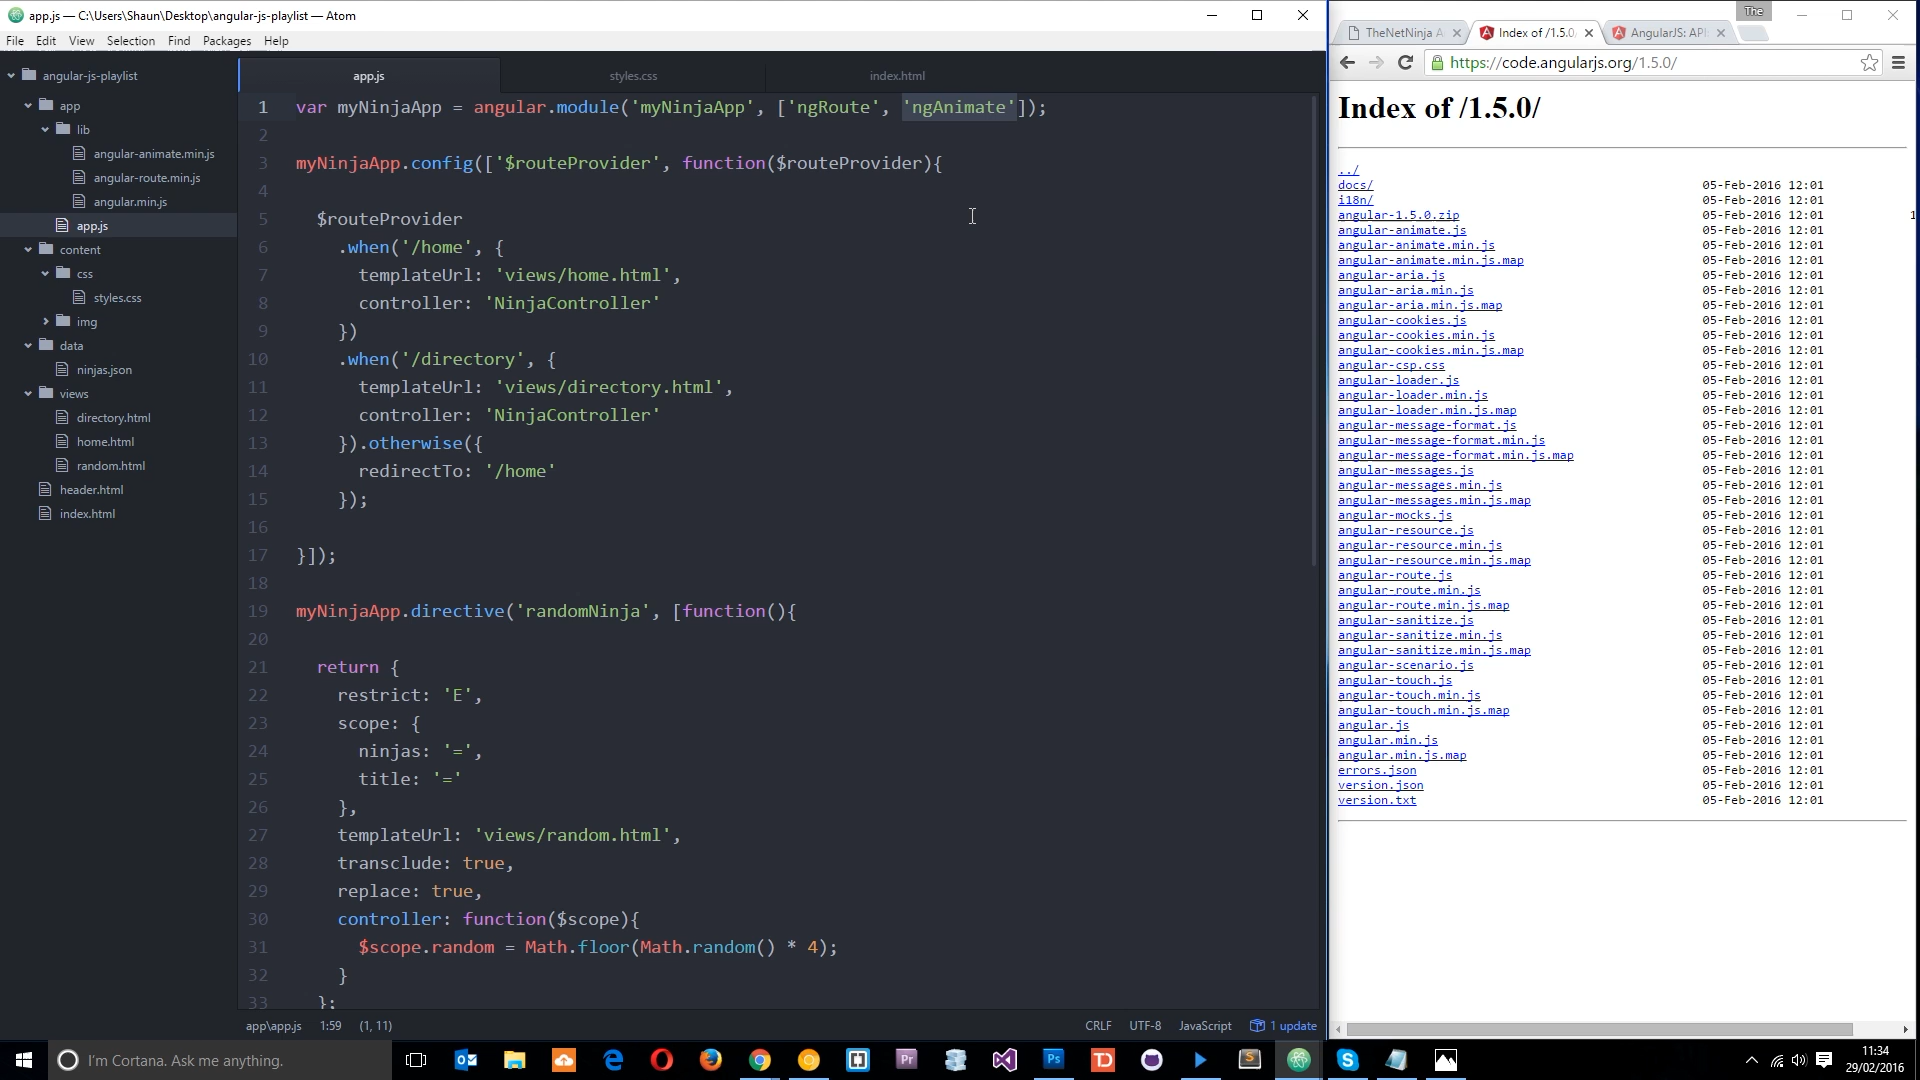 app.js — C:\Users\Shaun\Desktop\angular-js-playlist — Atom
File Edit View Selection Find Packages Help
angular-js-playlist
app
lib
angular-animate.min.js
angular-route.min.js
angular.min.js
app.js
content
css
styles.css
img
data
ninjas.json
views
directory.html
home.html
random.html
header.html
index.html
app.js styles.css index.html
1 var myNinjaApp = angular.module('myNinjaApp', ['ngRoute', 'ngAnimate']);
2
3 myNinjaApp.config(['$routeProvider', function($routeProvider){
4
5 $routeProvider
6 .when('/home', {
7 templateUrl: 'views/home.html',
8 controller: 'NinjaController'
9 })
10 .when('/directory', {
11 templateUrl: 'views/directory.html',
12 controller: 'NinjaController'
13 }).otherwise({
14 redirectTo: '/home'
15 });
16
17 }]);
18
19 myNinjaApp.directive('randomNinja', [function(){
20
21 return {
22 restrict: 'E',
23 scope: {
24 ninjas: '=',
25 title: '='
26 },
27 templateUrl: 'views/random.html',
28 transclude: true,
29 replace: true,
30 controller: function($scope){
31 $scope.random = Math.floor(Math.random() * 4);
32 }
33 };
app\app.js 1:59 (1, 11) CRLF UTF-8 JavaScript 1 update
The
TheNetNinja A Index of /1.5.0/ AngularJS: API
https://code.angularjs.org/1.5.0/
Index of /1.5.0/
../
docs/ 05-Feb-2016 12:01
i18n/ 05-Feb-2016 12:01
angular-1.5.0.zip 05-Feb-2016 12:01 1
angular-animate.js 05-Feb-2016 12:01
angular-animate.min.js 05-Feb-2016 12:01
angular-animate.min.js.map 05-Feb-2016 12:01
angular-aria.js 05-Feb-2016 12:01
angular-aria.min.js 05-Feb-2016 12:01
angular-aria.min.js.map 05-Feb-2016 12:01
angular-cookies.js 05-Feb-2016 12:01
angular-cookies.min.js 05-Feb-2016 12:01
angular-cookies.min.js.map 05-Feb-2016 12:01
angular-csp.css 05-Feb-2016 12:01
angular-loader.js 05-Feb-2016 12:01
angular-loader.min.js 05-Feb-2016 12:01
angular-loader.min.js.map 05-Feb-2016 12:01
angular-message-format.js 05-Feb-2016 12:01
angular-message-format.min.js 05-Feb-2016 12:01
angular-message-format.min.js.map 05-Feb-2016 12:01
angular-messages.js 05-Feb-2016 12:01
angular-messages.min.js 05-Feb-2016 12:01
angular-messages.min.js.map 05-Feb-2016 12:01
angular-mocks.js 05-Feb-2016 12:01
angular-resource.js 05-Feb-2016 12:01
angular-resource.min.js 05-Feb-2016 12:01
angular-resource.min.js.map 05-Feb-2016 12:01
angular-route.js 05-Feb-2016 12:01
angular-route.min.js 05-Feb-2016 12:01
angular-route.min.js.map 05-Feb-2016 12:01
angular-sanitize.js 05-Feb-2016 12:01
angular-sanitize.min.js 05-Feb-2016 12:01
angular-sanitize.min.js.map 05-Feb-2016 12:01
angular-scenario.js 05-Feb-2016 12:01
angular-touch.js 05-Feb-2016 12:01
angular-touch.min.js 05-Feb-2016 12:01
angular-touch.min.js.map 05-Feb-2016 12:01
angular.js 05-Feb-2016 12:01
angular.min.js 05-Feb-2016 12:01
angular.min.js.map 05-Feb-2016 12:01
errors.json 05-Feb-2016 12:01
version.json 05-Feb-2016 12:01
version.txt 05-Feb-2016 12:01
I'm Cortana. Ask me anything.
Pr Ps
11:34
29/02/2016